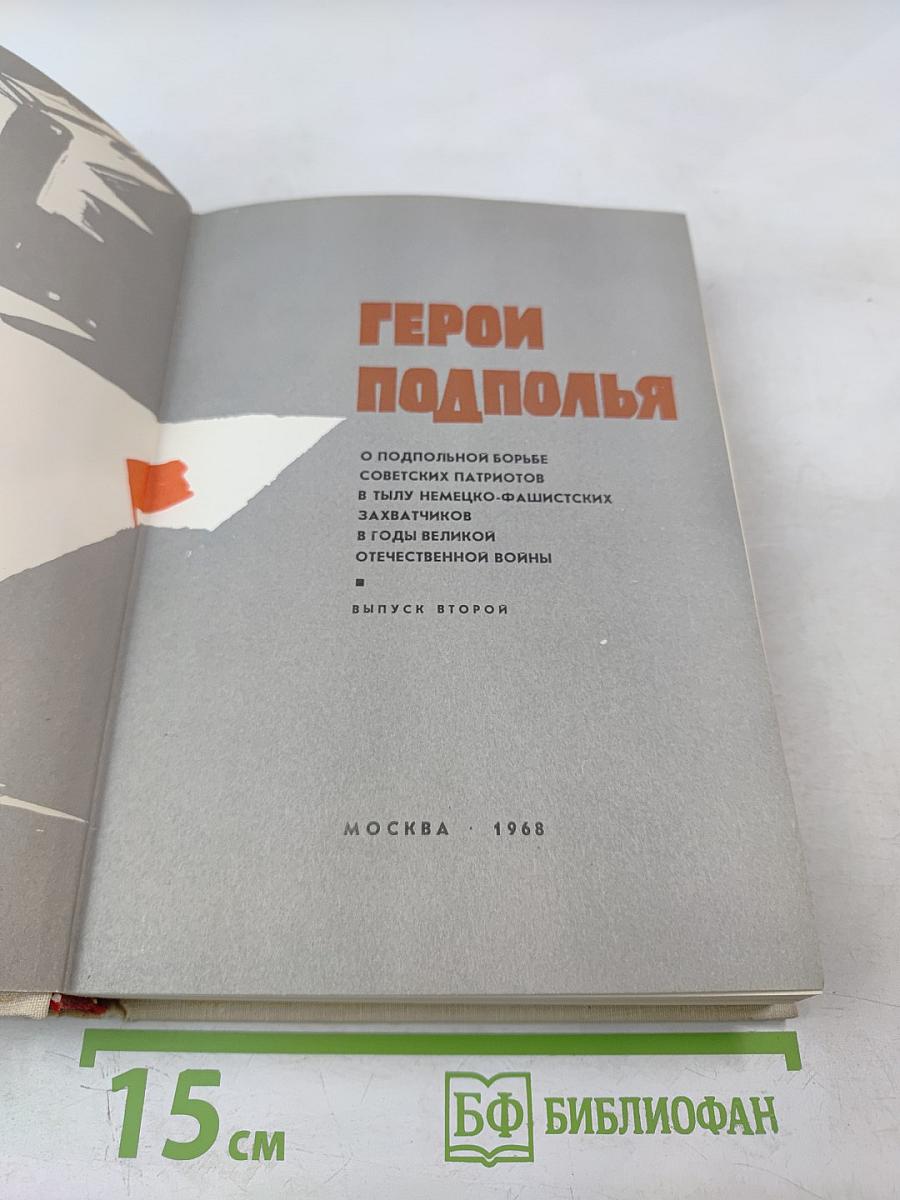 ГЕРОИ
ПОДПОЛЬЯ
О ПОДПОЛЬНОЙ БОРЬБЕ
СОВЕТСКИХ ПАТРИОТОВ
В ТЫЛУ НЕМЕЦКО-ФАШИСТСКИХ
ЗАХВАТЧИКОВ
В ГОДЫ ВЕЛИКОЙ
ОТЕЧЕСТВЕННОЙ ВОЙНЫ
ВЫПУСК ВТОРОЙ
МОСКВА · 1968
15 см
БФ БИБЛИОФАН